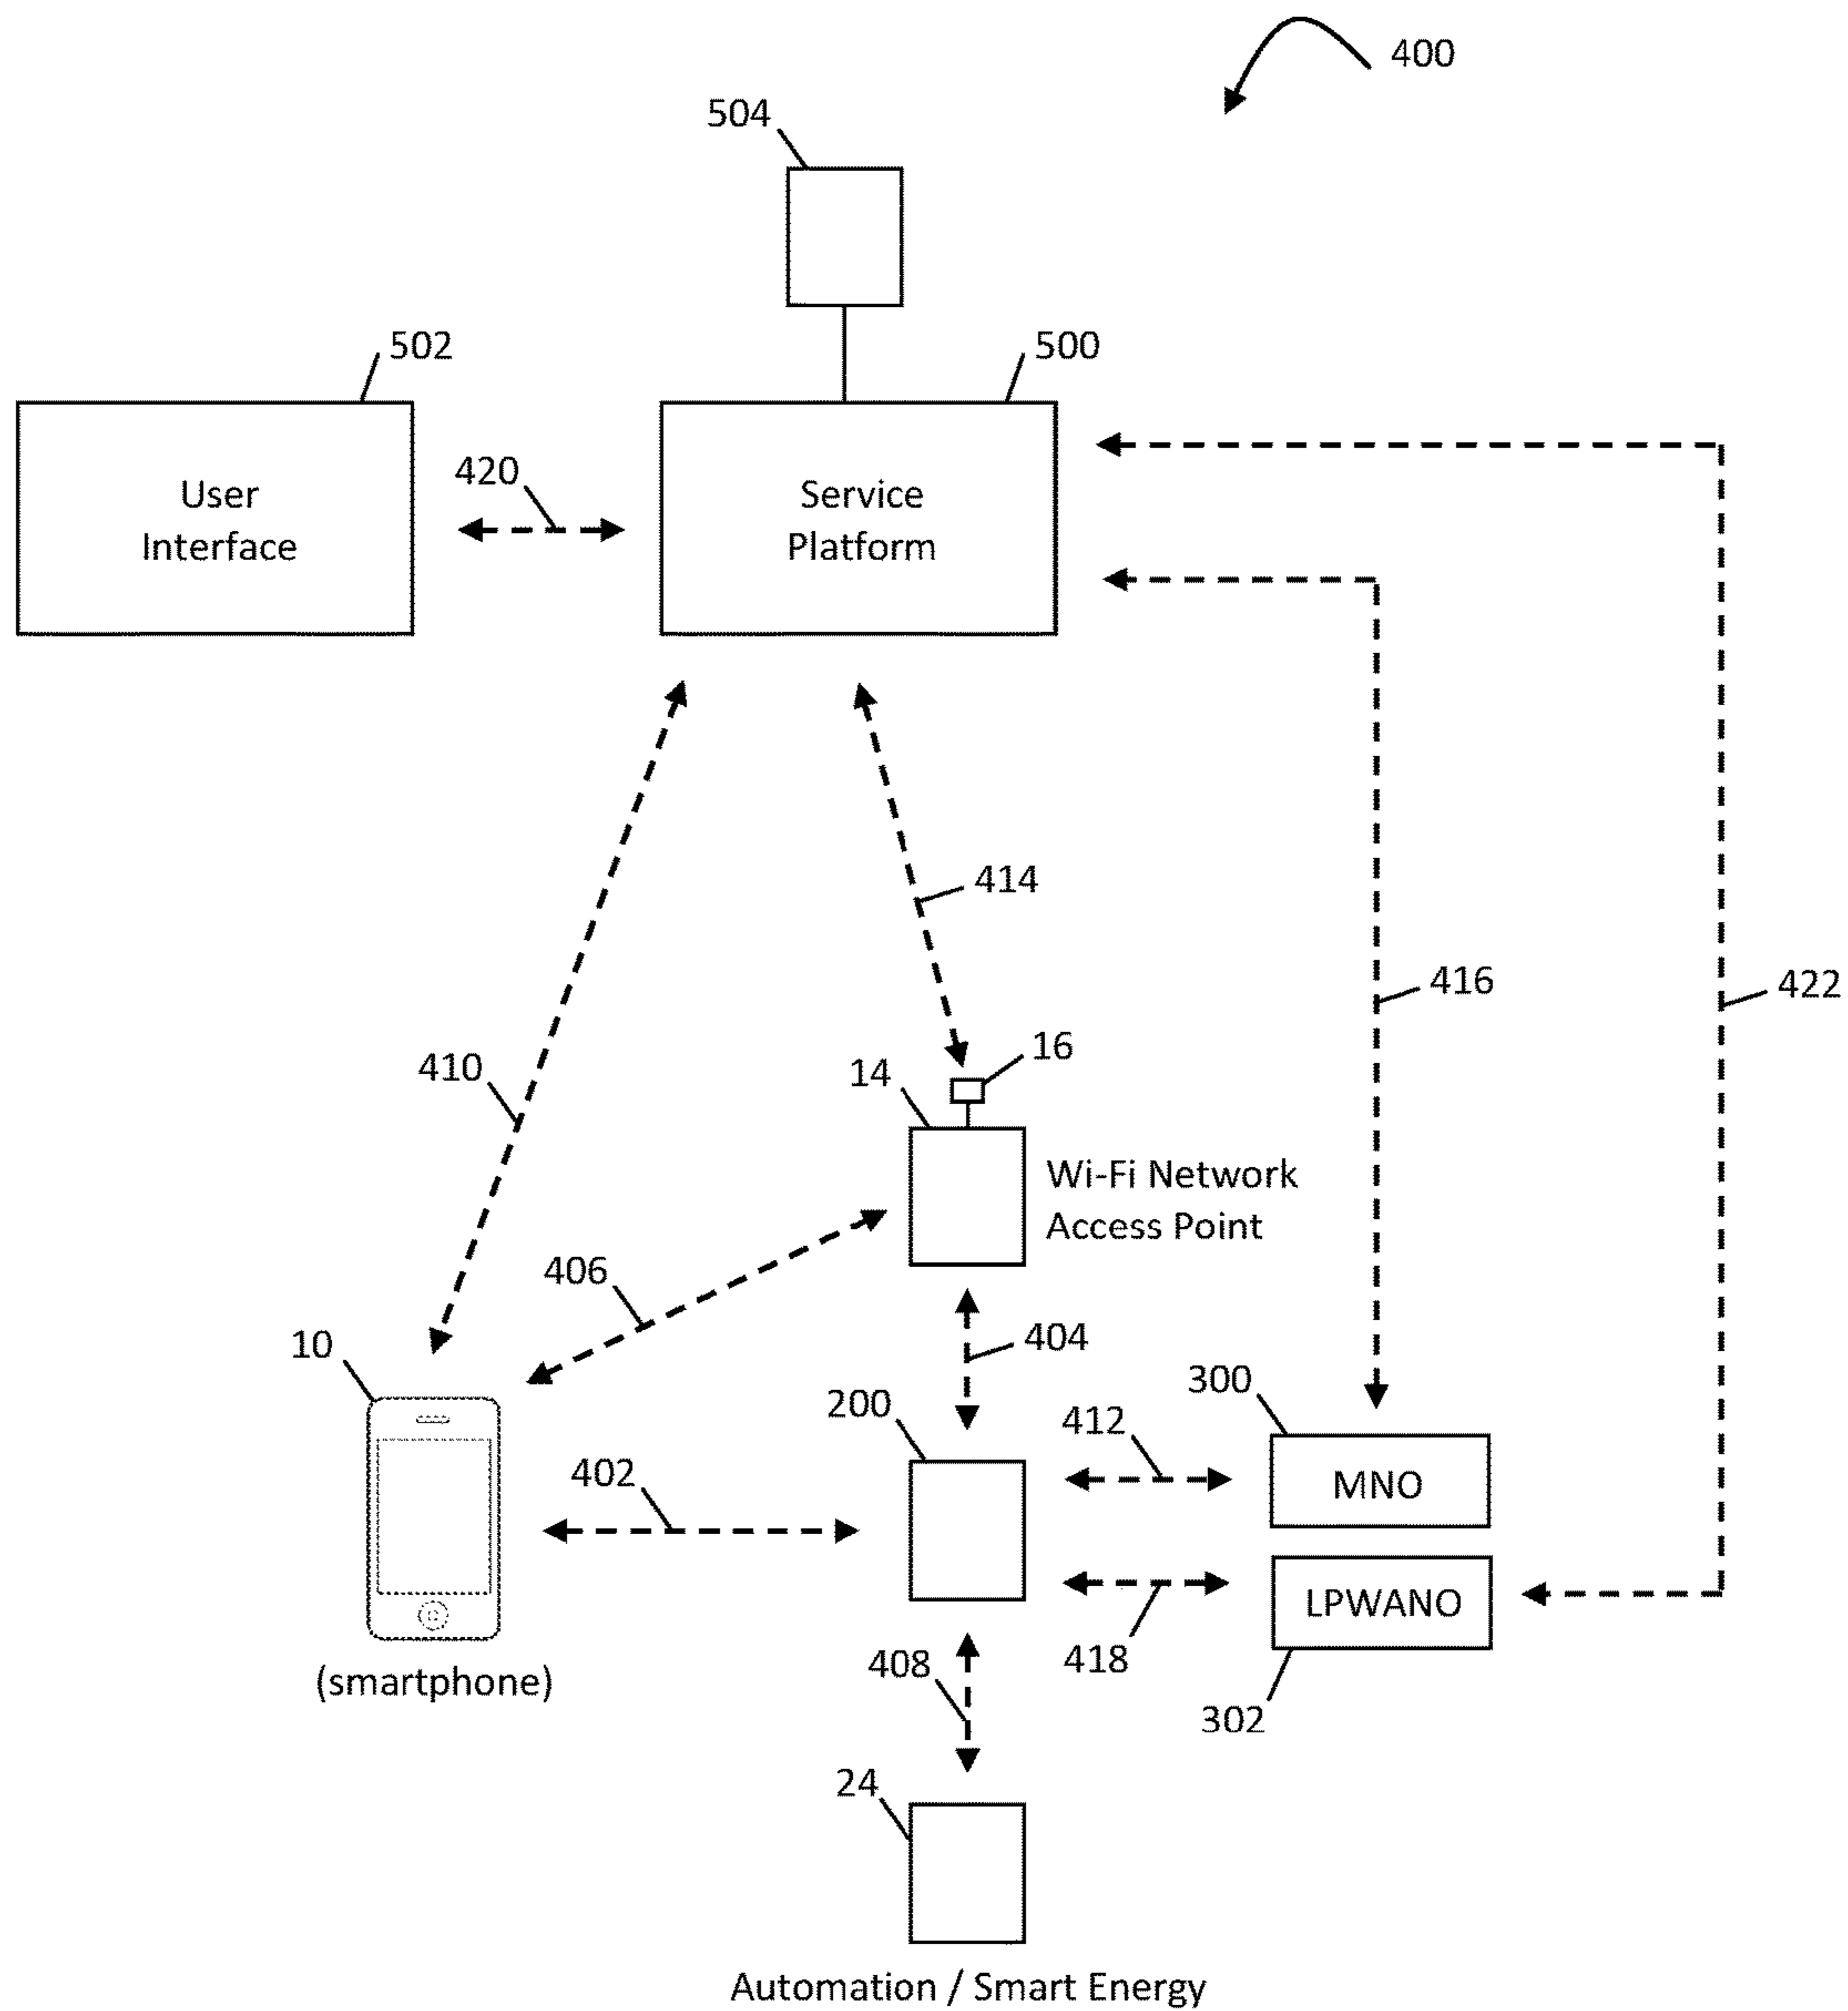 400
504
502
500
User
Interface
420
Service
Platform
414
416
422
410
16
14
Wi-Fi Network
Access Point
406
10
404
300
200
412
402
MNO
LPWANO
(smartphone)
408
418
302
24
Automation / Smart Energy